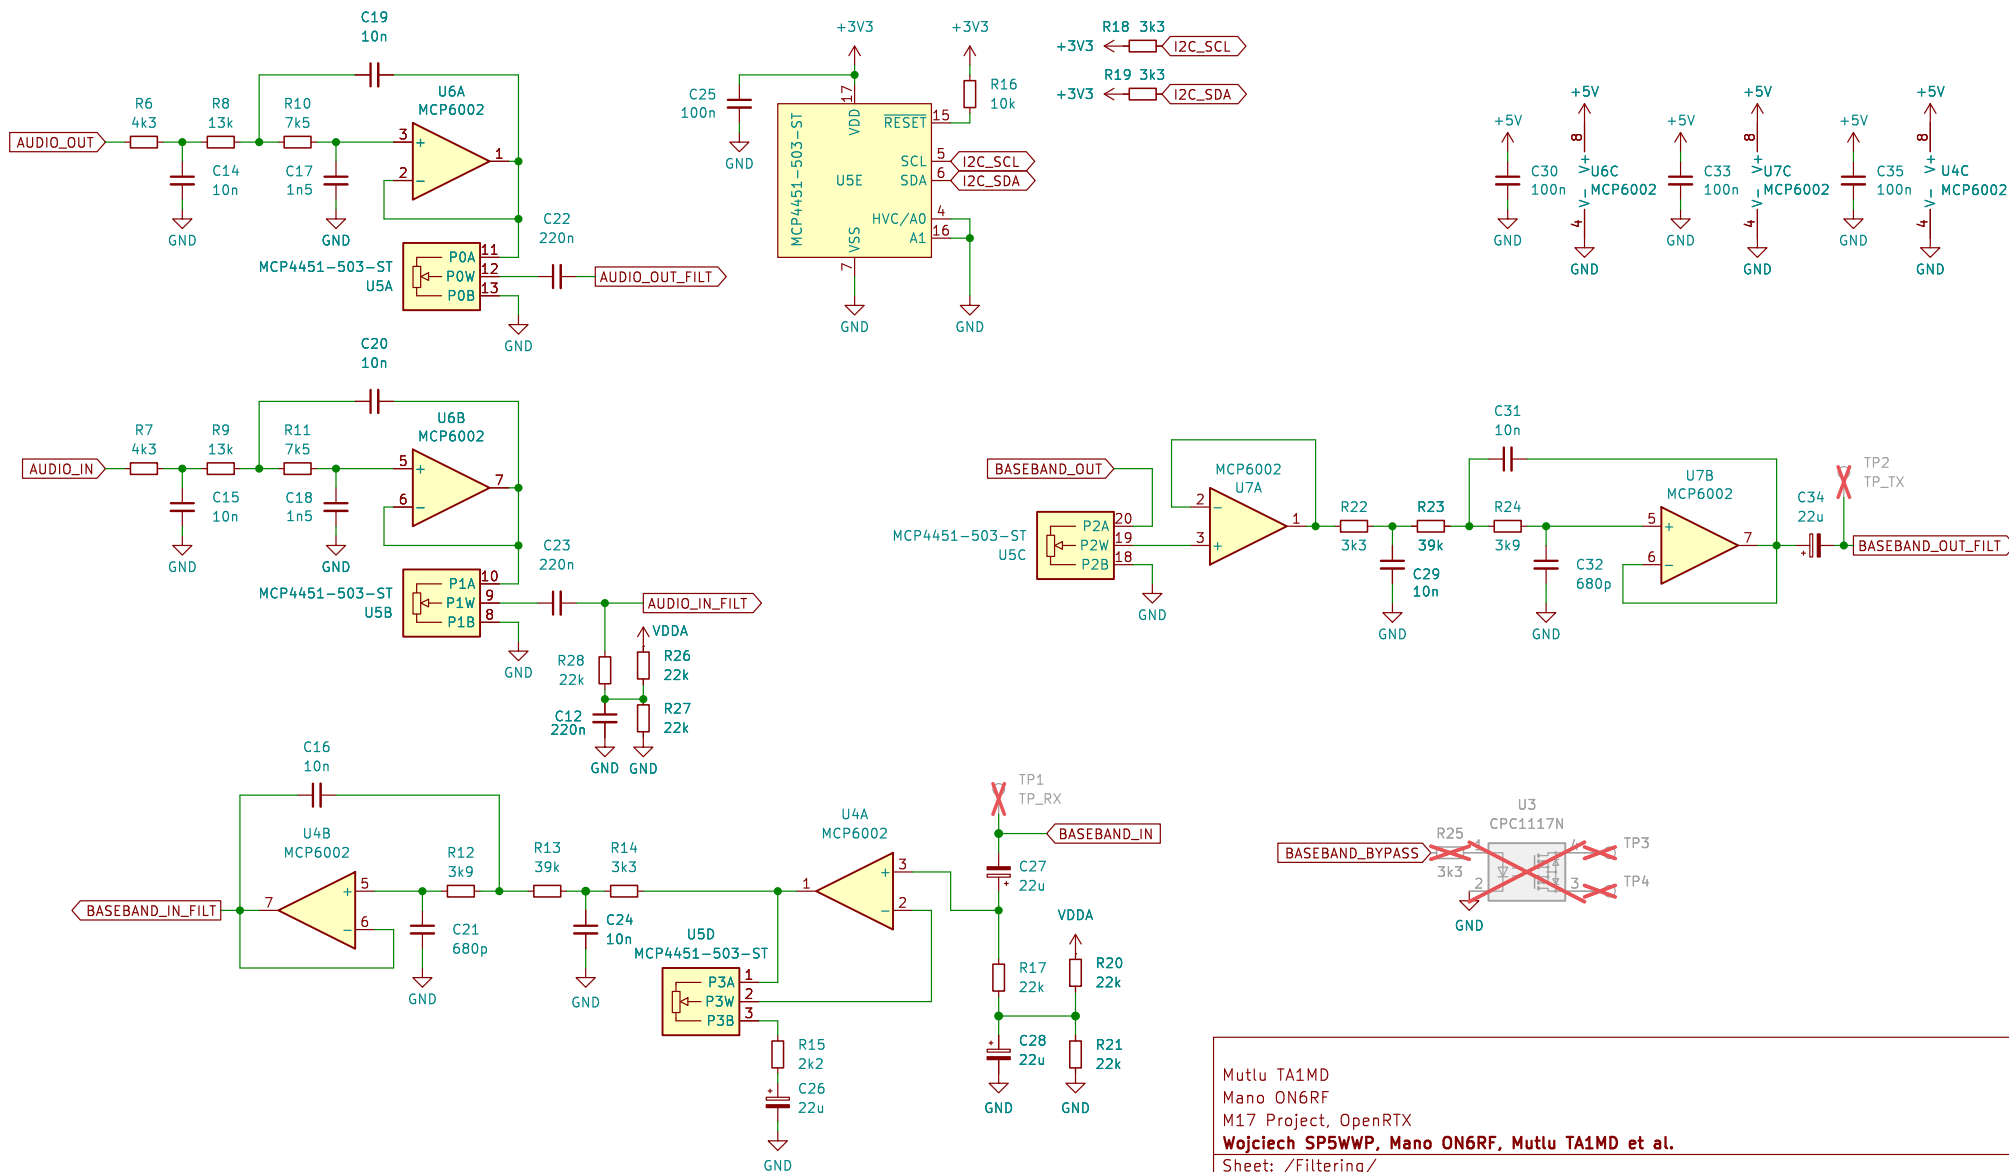 C19
10n
R6
4k3
R8
13k
R10
7k5
U6A
MCP6002
AUDIO_OUT
3
+
2
−
1
C14
10n
C17
1n5
GND
GND
C22
220n
MCP4451-503-ST
U5A
P0A
11
P0W
12
P0B
13
AUDIO_OUT_FILT
GND
+3V3
+3V3
C25
100n
GND
R16
10k
17
VDD
RESET
15
MCP4451-503-ST
U5E
SCL
5
I2C_SCL
SDA
6
I2C_SDA
HVC/A0
4
A1
16
VSS
7
GND
GND
R18 3k3
+3V3
I2C_SCL
R19 3k3
+3V3
I2C_SDA
+5V
+5V
+5V
+5V
+5V
+5V
C30
100n
GND
8
V+
V-
4
U6C
MCP6002
GND
C33
100n
GND
8
V+
V-
4
U7C
MCP6002
GND
C35
100n
GND
8
V+
V-
4
U4C
MCP6002
GND
C20
10n
R7
4k3
R9
13k
R11
7k5
U6B
MCP6002
AUDIO_IN
5
+
6
−
7
C15
10n
C18
1n5
GND
GND
C23
220n
MCP4451-503-ST
U5B
P1A
10
P1W
9
P1B
8
AUDIO_IN_FILT
GND
VDDA
R28
22k
R26
22k
C12
220n
R27
22k
GND
GND
BASEBAND_OUT
MCP6002
U7A
MCP4451-503-ST
U5C
P2A
20
P2W
19
P2B
18
GND
2
−
3
+
1
R22
3k3
R23
39k
R24
3k9
C31
10n
C29
10n
GND
C32
680p
GND
U7B
MCP6002
5
+
6
−
7
C34
22u
+
TP2
TP_TX
BASEBAND_OUT_FILT
C16
10n
U4B
MCP6002
R12
3k9
R13
39k
R14
3k3
U4A
MCP6002
BASEBAND_IN_FILT
7
5
+
6
−
C21
680p
GND
C24
10n
GND
1
3
+
2
−
U5D
MCP4451-503-ST
P3A
1
P3W
2
P3B
3
R15
2k2
+
C26
22u
GND
TP1
TP_RX
BASEBAND_IN
C27
22u
+
VDDA
R17
22k
R20
22k
+
C28
22u
R21
22k
GND
GND
U3
CPC1117N
R25
BASEBAND_BYPASS
3k3
1
2
4
3
TP3
TP4
GND
Mutlu TA1MD
Mano ON6RF
M17 Project, OpenRTX
Wojciech SP5WWP, Mano ON6RF, Mutlu TA1MD et al.
Sheet: /Filtering/